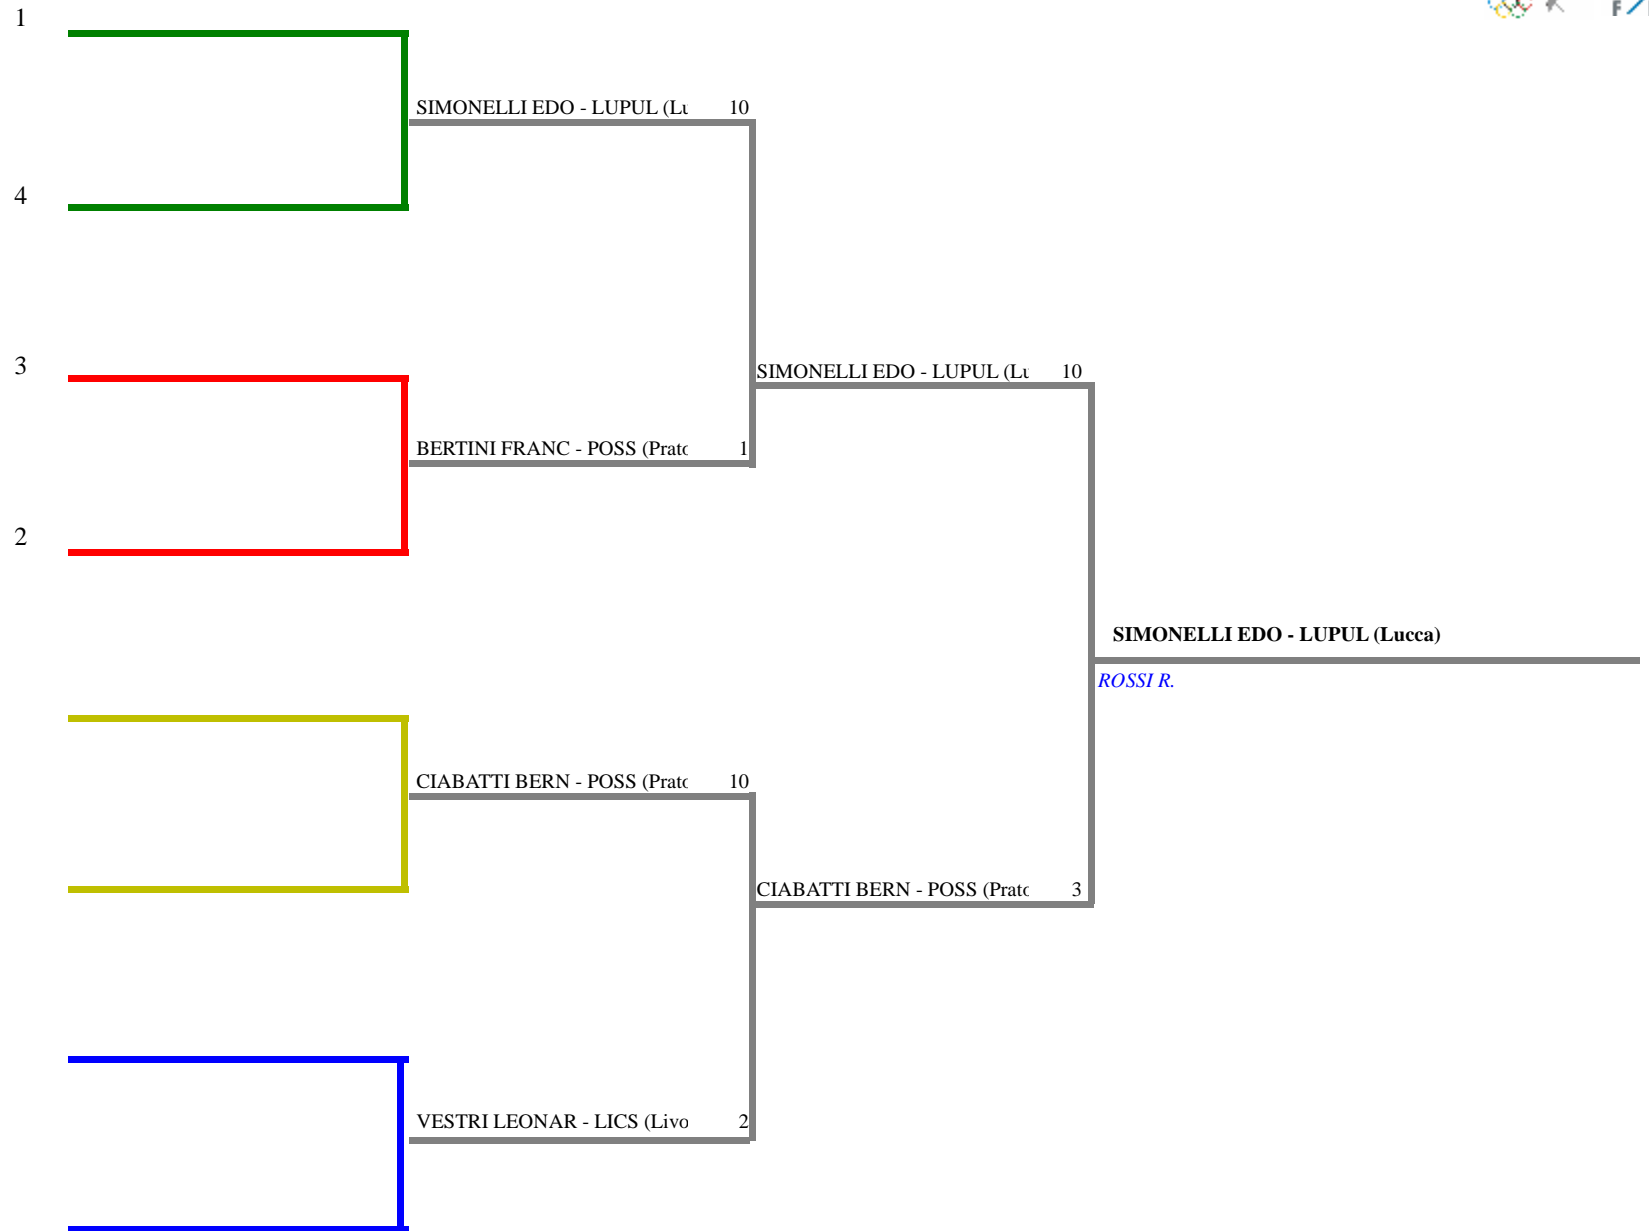 1
SIMONELLI EDO - LUPUL (Lu 10
4
3
SIMONELLI EDO - LUPUL (Lu 10
BERTINI FRANC - POSS (Prato 1
2
SIMONELLI EDO - LUPUL (Lucca)
ROSSI R.
CIABATTI BERN - POSS (Prato 10
CIABATTI BERN - POSS (Prato 3
VESTRI LEONAR - LICS (Livo 2